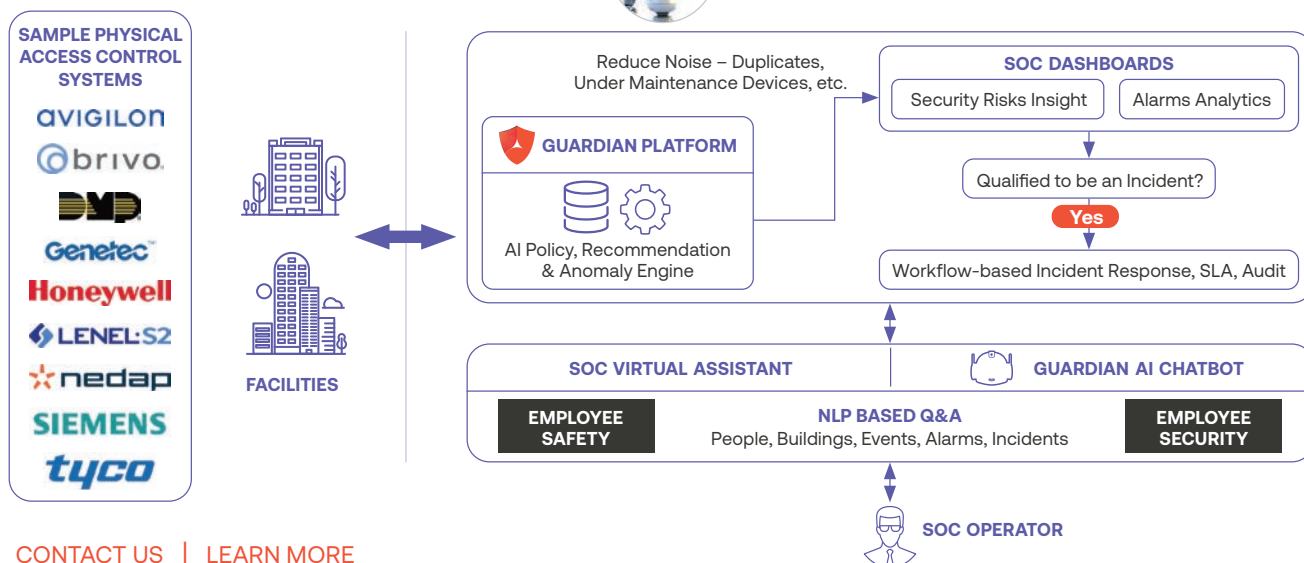 SAMPLE PHYSICAL
ACCESS CONTROL
SYSTEMS
aVIGILON
brivo.
DMP
Genetec™
Honeywell
LENEL·S2
nedap
SIEMENS
tyco
FACILITIES
Reduce Noise – Duplicates,
Under Maintenance Devices, etc.
GUARDIAN PLATFORM
AI Policy, Recommendation
& Anomaly Engine
SOC DASHBOARDS
Security Risks Insight
Alarms Analytics
Qualified to be an Incident?
Yes
Workflow-based Incident Response, SLA, Audit
SOC VIRTUAL ASSISTANT
GUARDIAN AI CHATBOT
EMPLOYEE
SAFETY
NLP BASED Q&A
People, Buildings, Events, Alarms, Incidents
EMPLOYEE
SECURITY
SOC OPERATOR
CONTACT US | LEARN MORE